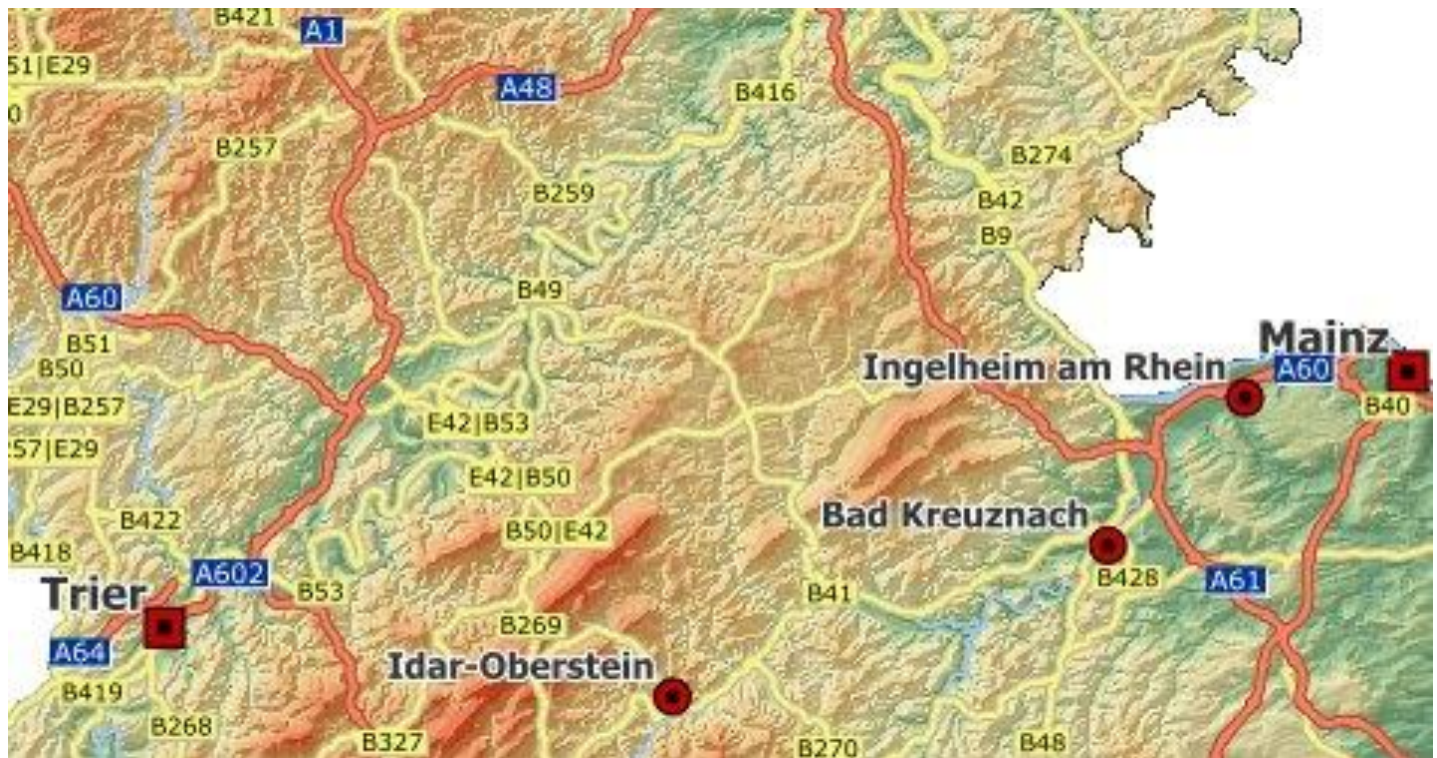 B421
A1
51|E29
A48
B416
0
B257
B274
B259
B42
B9
A60
B49
B51
Mainz
B50
Ingelheim am Rhein
A60
E29|B257
B40
E42|B53
:57|E29
E42|B50
B422
Bad Kreuznach
B50|E42
B418
A602
B428
A61
Trier
B53
B41
B269
A64
Idar-Oberstein
B419
B268
B327
B270
B48